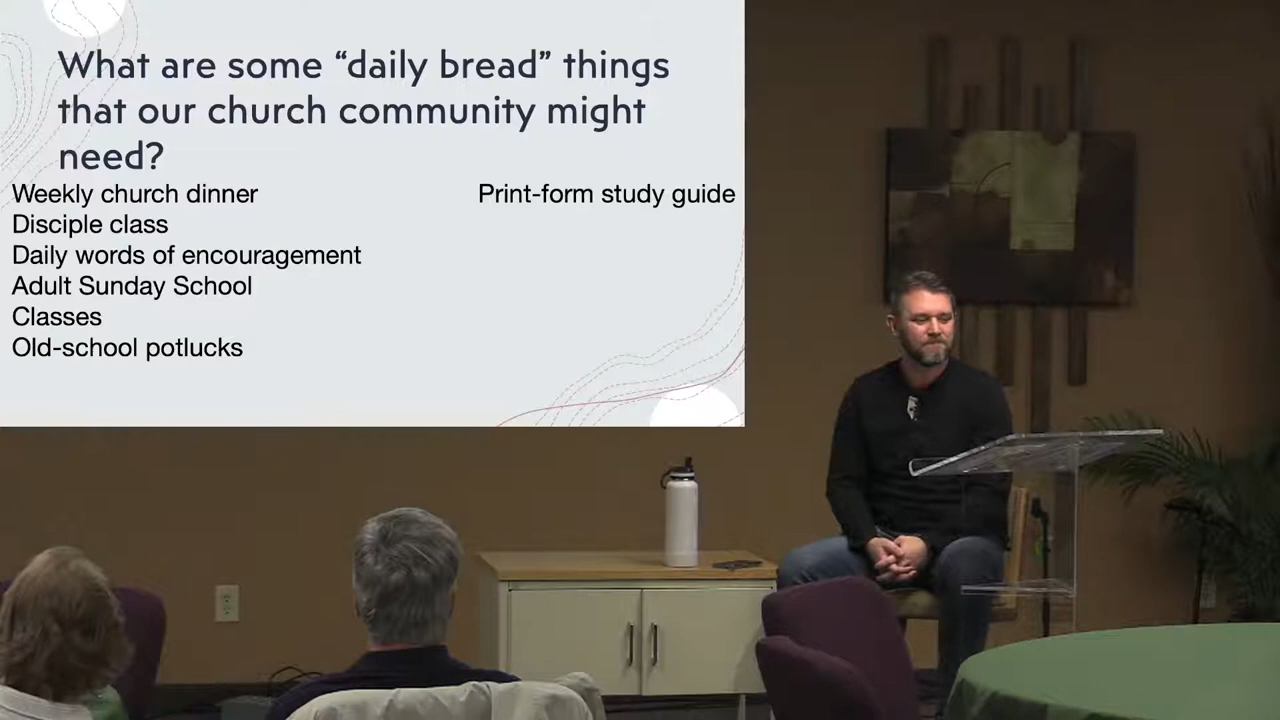 What are some “daily bread” things
that our church community might
need?
Weekly church dinner
Disciple class
Daily words of encouragement
Adult Sunday School
Classes
Old-school potlucks
Print-form study guide